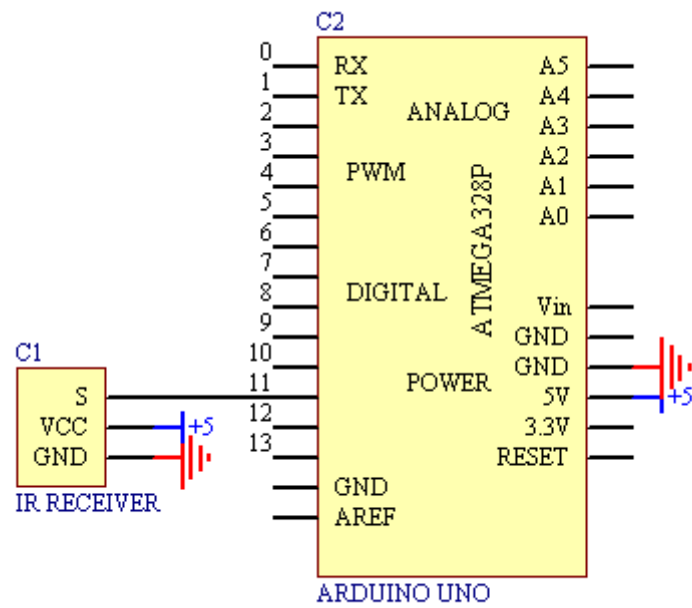 C2
0 RX A5
1 TX A4
2 ANALOG A3
3 PWM A2
4 A1
5 A0
6
7
8 DIGITAL Vin
9 GND
10 GND
11 POWER 5V +5
12 3.3V
13 RESET
GND
AREF
ATMEGA328P
ARDUINO UNO
C1
S
VCC +5
GND
IR RECEIVER